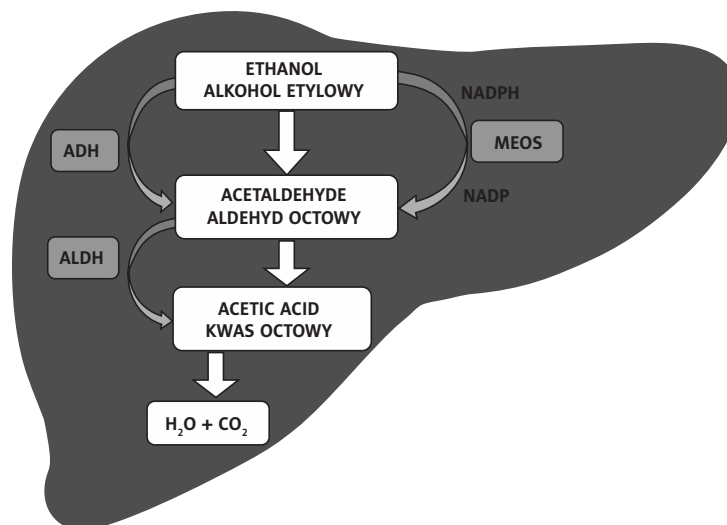 ETHANOL
ALKOHOL ETYLOWY
NADPH
ADH
MEOS
ACETALDEHYDE
ALDEHYD OCTOWY
NADP
ALDH
ACETIC ACID
KWAS OCTOWY
H₂O + CO₂